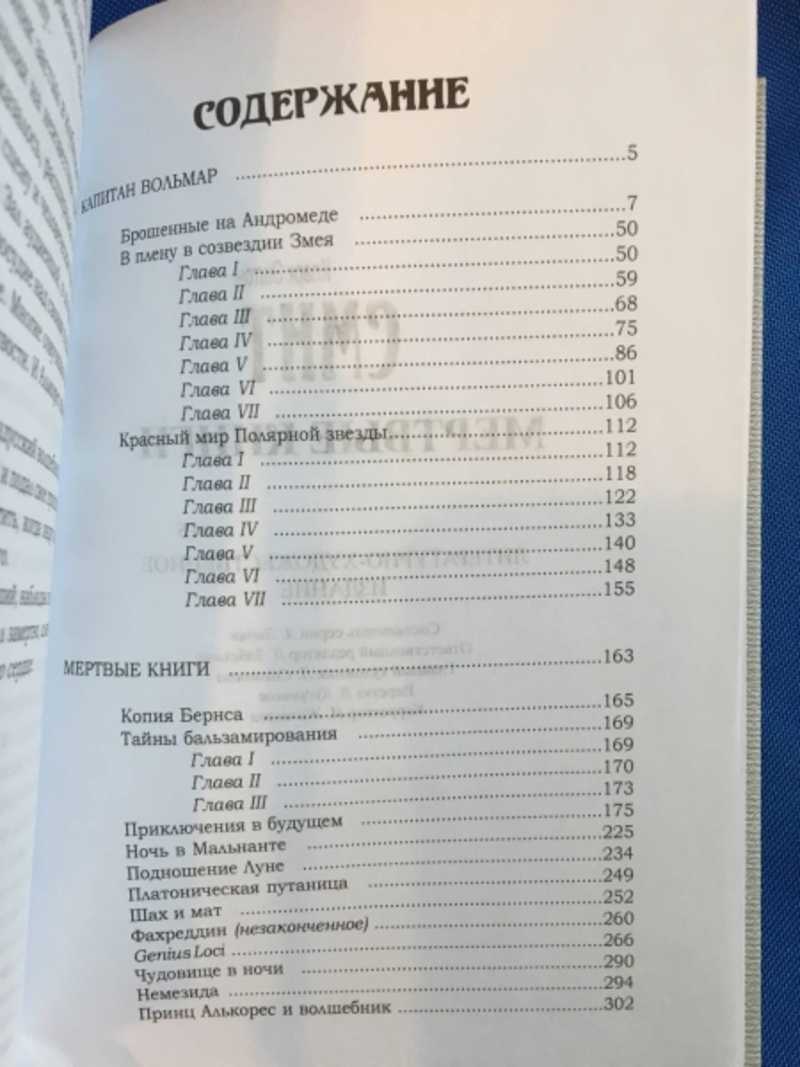 СОДЕРЖАНИЕ
КАПИТАН ВОЛЬМАР ........ 5
Брошенные на Андромеде ........ 7
В плену в созвездии Змея ........ 50
Глава I ........ 50
Глава II ........ 59
Глава III ........ 68
Глава IV ........ 75
Глава V ........ 86
Глава VI ........ 101
Глава VII ........ 106
Красный мир Полярной звезды ........ 112
Глава I ........ 112
Глава II ........ 118
Глава III ........ 122
Глава IV ........ 133
Глава V ........ 140
Глава VI ........ 148
Глава VII ........ 155
МЕРТВЫЕ КНИГИ ........ 163
Копия Бернса ........ 165
Тайны бальзамирования ........ 169
Глава I ........ 169
Глава II ........ 170
Глава III ........ 173
Приключения в будущем ........ 175
Ночь в Мальнанте ........ 225
Подношение Луне ........ 234
Платоническая путаница ........ 249
Шах и мат ........ 252
Фахреддин (незаконченное) ........ 260
Genius Loci ........ 266
Чудовище в ночи ........ 290
Немезида ........ 294
Принц Алькорес и волшебник ........ 302